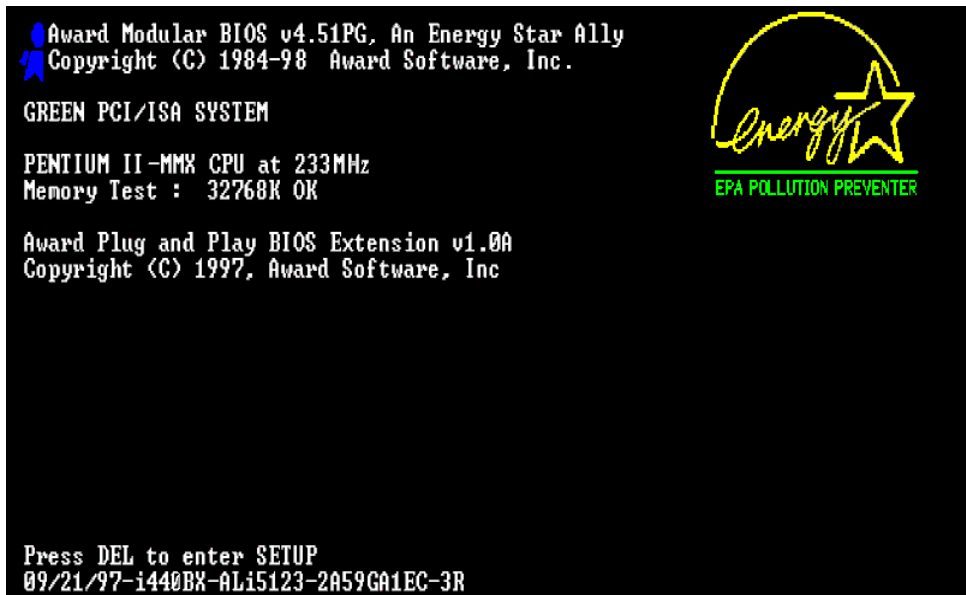 Award Modular BIOS v4.51PG, An Energy Star Ally
Copyright (C) 1984-98 Award Software, Inc.
energy
EPA POLLUTION PREVENTER
GREEN PCI/ISA SYSTEM
PENTIUM II-MMX CPU at 233MHz
Memory Test : 32768K OK
Award Plug and Play BIOS Extension v1.0A
Copyright (C) 1997, Award Software, Inc
Press DEL to enter SETUP
09/21/97-i440BX-ALi5123-2A59GA1EC-3R